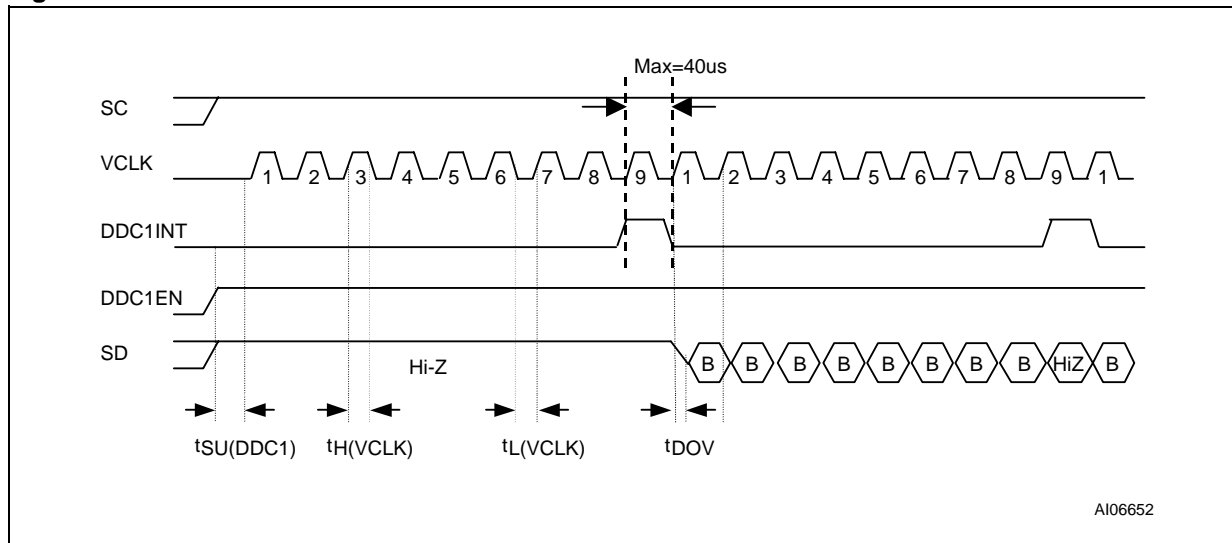 Max=40us
SC
VCLK
1 2 3 4 5 6 7 8 9 1 2 3 4 5 6 7 8 9 1
DDC1INT
DDC1EN
SD
Hi-Z
B B B B B B B B HiZ B
tSU(DDC1) tH(VCLK) tL(VCLK) tDOV
AI06652